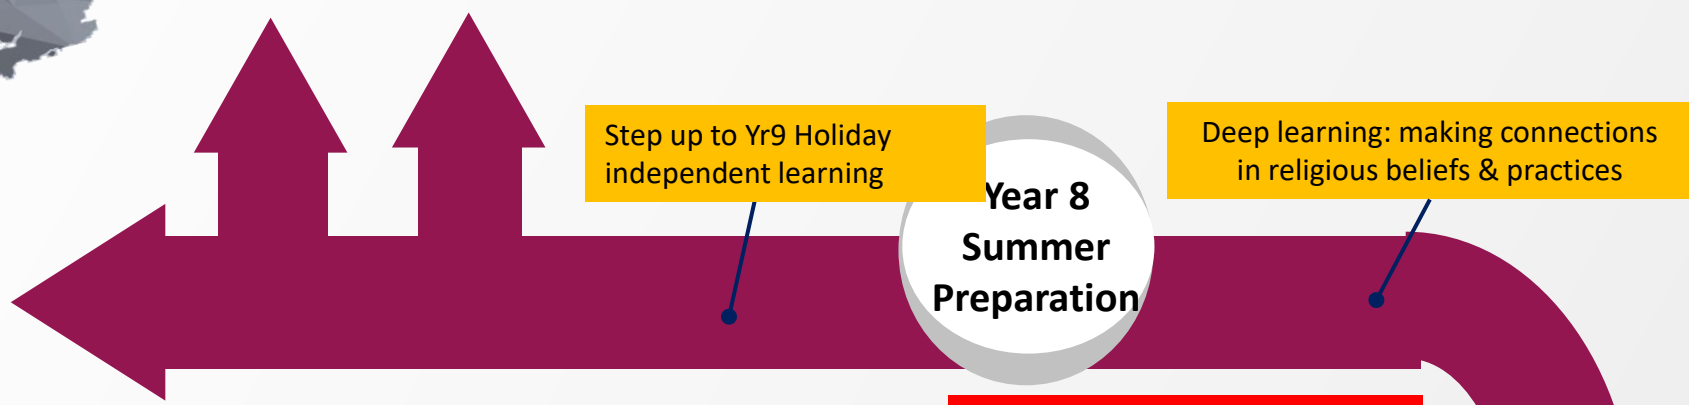 Step up to Yr9 Holiday
independent learning
Year 8
Summer
Preparation
Deep learning: making connections
in religious beliefs & practices